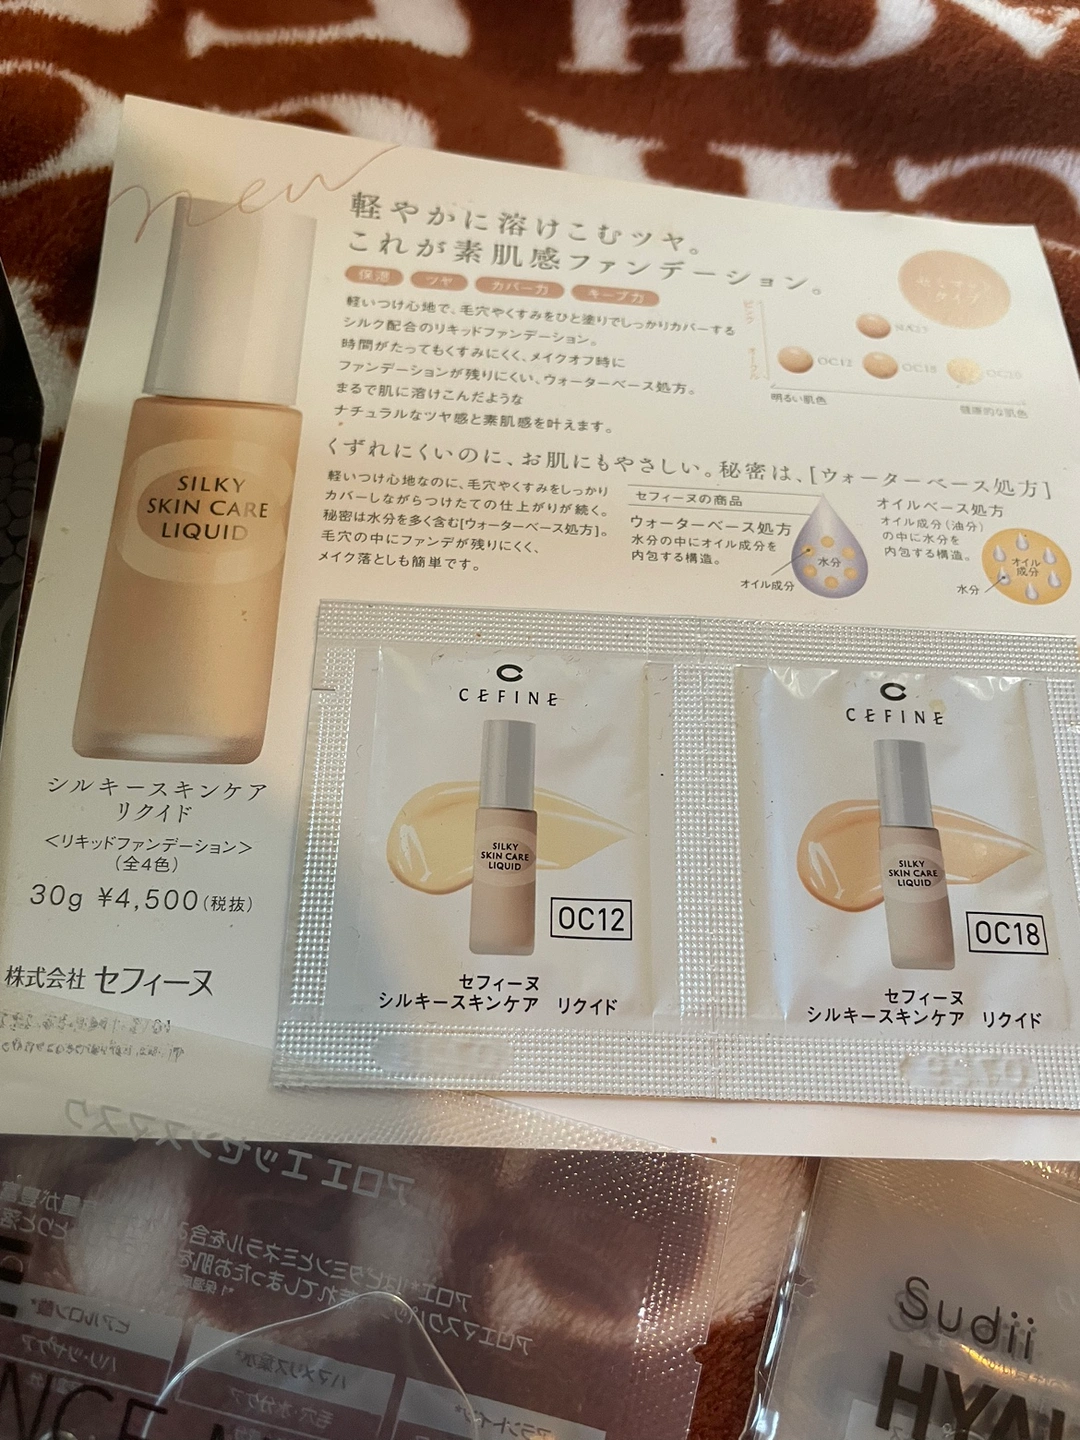 new
軽やかに溶けこむツヤ。
これが素肌感ファンデーション。
保湿 ツヤ カバー力 キープ力
軽いつけ心地で、毛穴やくすみをひと塗りでしっかりカバーする
シルク配合のリキッドファンデーション。
時間がたってもくすみにくく、メイクオフ時に
ファンデーションが残りにくい、ウォーターベース処方。
まるで肌に溶けこんだような
ナチュラルなツヤ感と素肌感を叶えます。
タイプ
ピンク
オークル
OC12
OC18
明るい肌色
健康的な肌色
くずれにくいのに、お肌にもやさしい。秘密は、[ウォーターベース処方]
軽いつけ心地なのに、毛穴やくすみをしっかり
カバーしながらつけたての仕上がりが続く。
秘密は水分を多く含む[ウォーターベース処方]。
毛穴の中にファンデが残りにくく、
メイク落としも簡単です。
セフィーヌの商品
ウォーターベース処方
水分の中にオイル成分を
内包する構造。
水分
オイル成分
オイルベース処方
オイル成分(油分)
の中に水分を
内包する構造。
オイル
成分
水分
SILKY
SKIN CARE
LIQUID
シルキースキンケア
リクイド
＜リキッドファンデーション＞
(全4色)
30g ¥4,500(税抜)
株式会社 セフィーヌ
CEFINE
SILKY
SKIN CARE
LIQUID
OC12
セフィーヌ
シルキースキンケア リクイド
CEFINE
SILKY
SKIN CARE
LIQUID
OC18
セフィーヌ
シルキースキンケア リクイド
アロエ エッセンスマスク
Sudii
HYAL